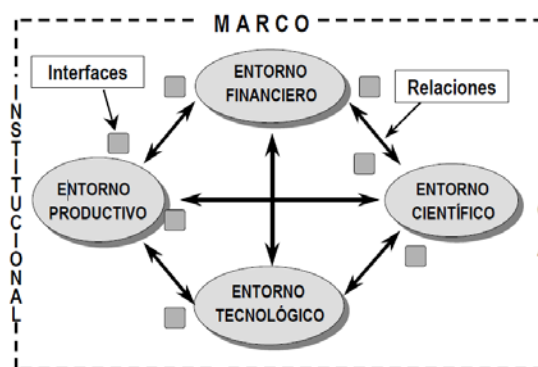 MARCO
INSTITUCIONAL
Interfaces
ENTORNO
FINANCIERO
Relaciones
ENTORNO
PRODUCTIVO
ENTORNO
CIENTÍFICO
ENTORNO
TECNOLÓGICO